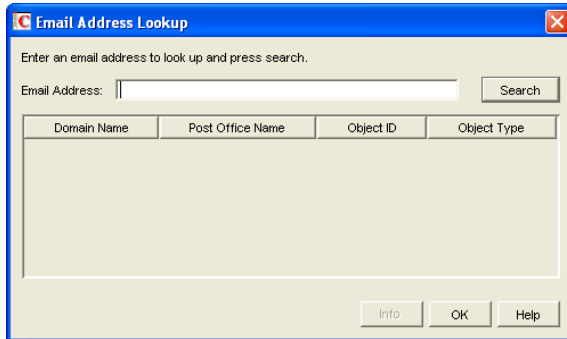 Email Address Lookup
Enter an email address to look up and press search.
Email Address: Search
Domain Name Post Office Name Object ID Object Type
Info OK Help